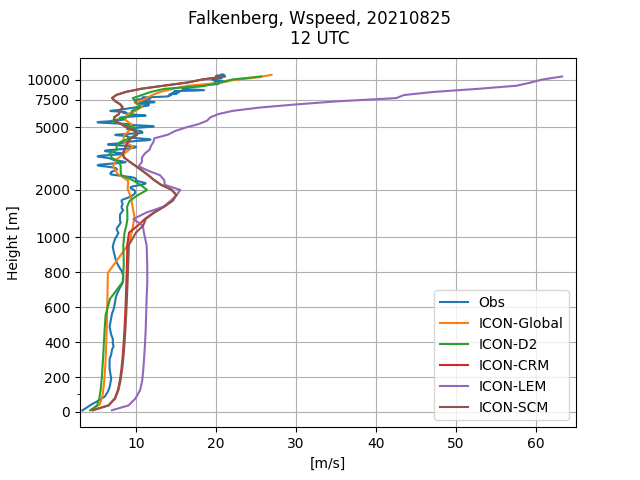 Falkenberg, Wspeed, 20210825
12 UTC
10000
7500
5000
2000
1000
800
600
400
200
0
Height [m]
10
20
30
40
50
60
[m/s]
Obs
ICON-Global
ICON-D2
ICON-CRM
ICON-LEM
ICON-SCM